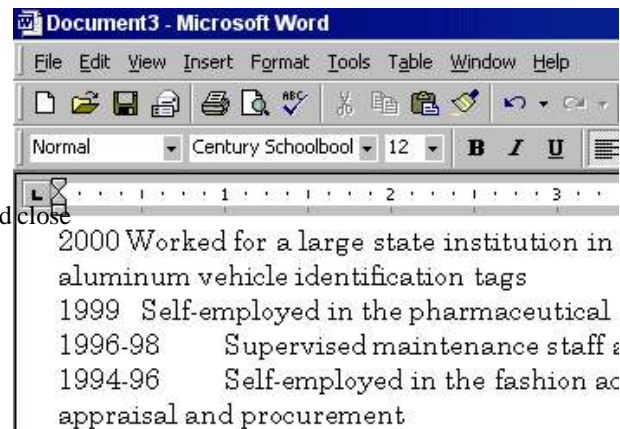 Document3 - Microsoft Word
File Edit View Insert Format Tools Table Window Help
ABC
Normal Century Schoolbool 12 B I U
L 1 2 3
d close
2000 Worked for a large state institution in
aluminum vehicle identification tags
1999 Self-employed in the pharmaceutical
1996-98 Supervised maintenance staff a
1994-96 Self-employed in the fashion ac
appraisal and procurement